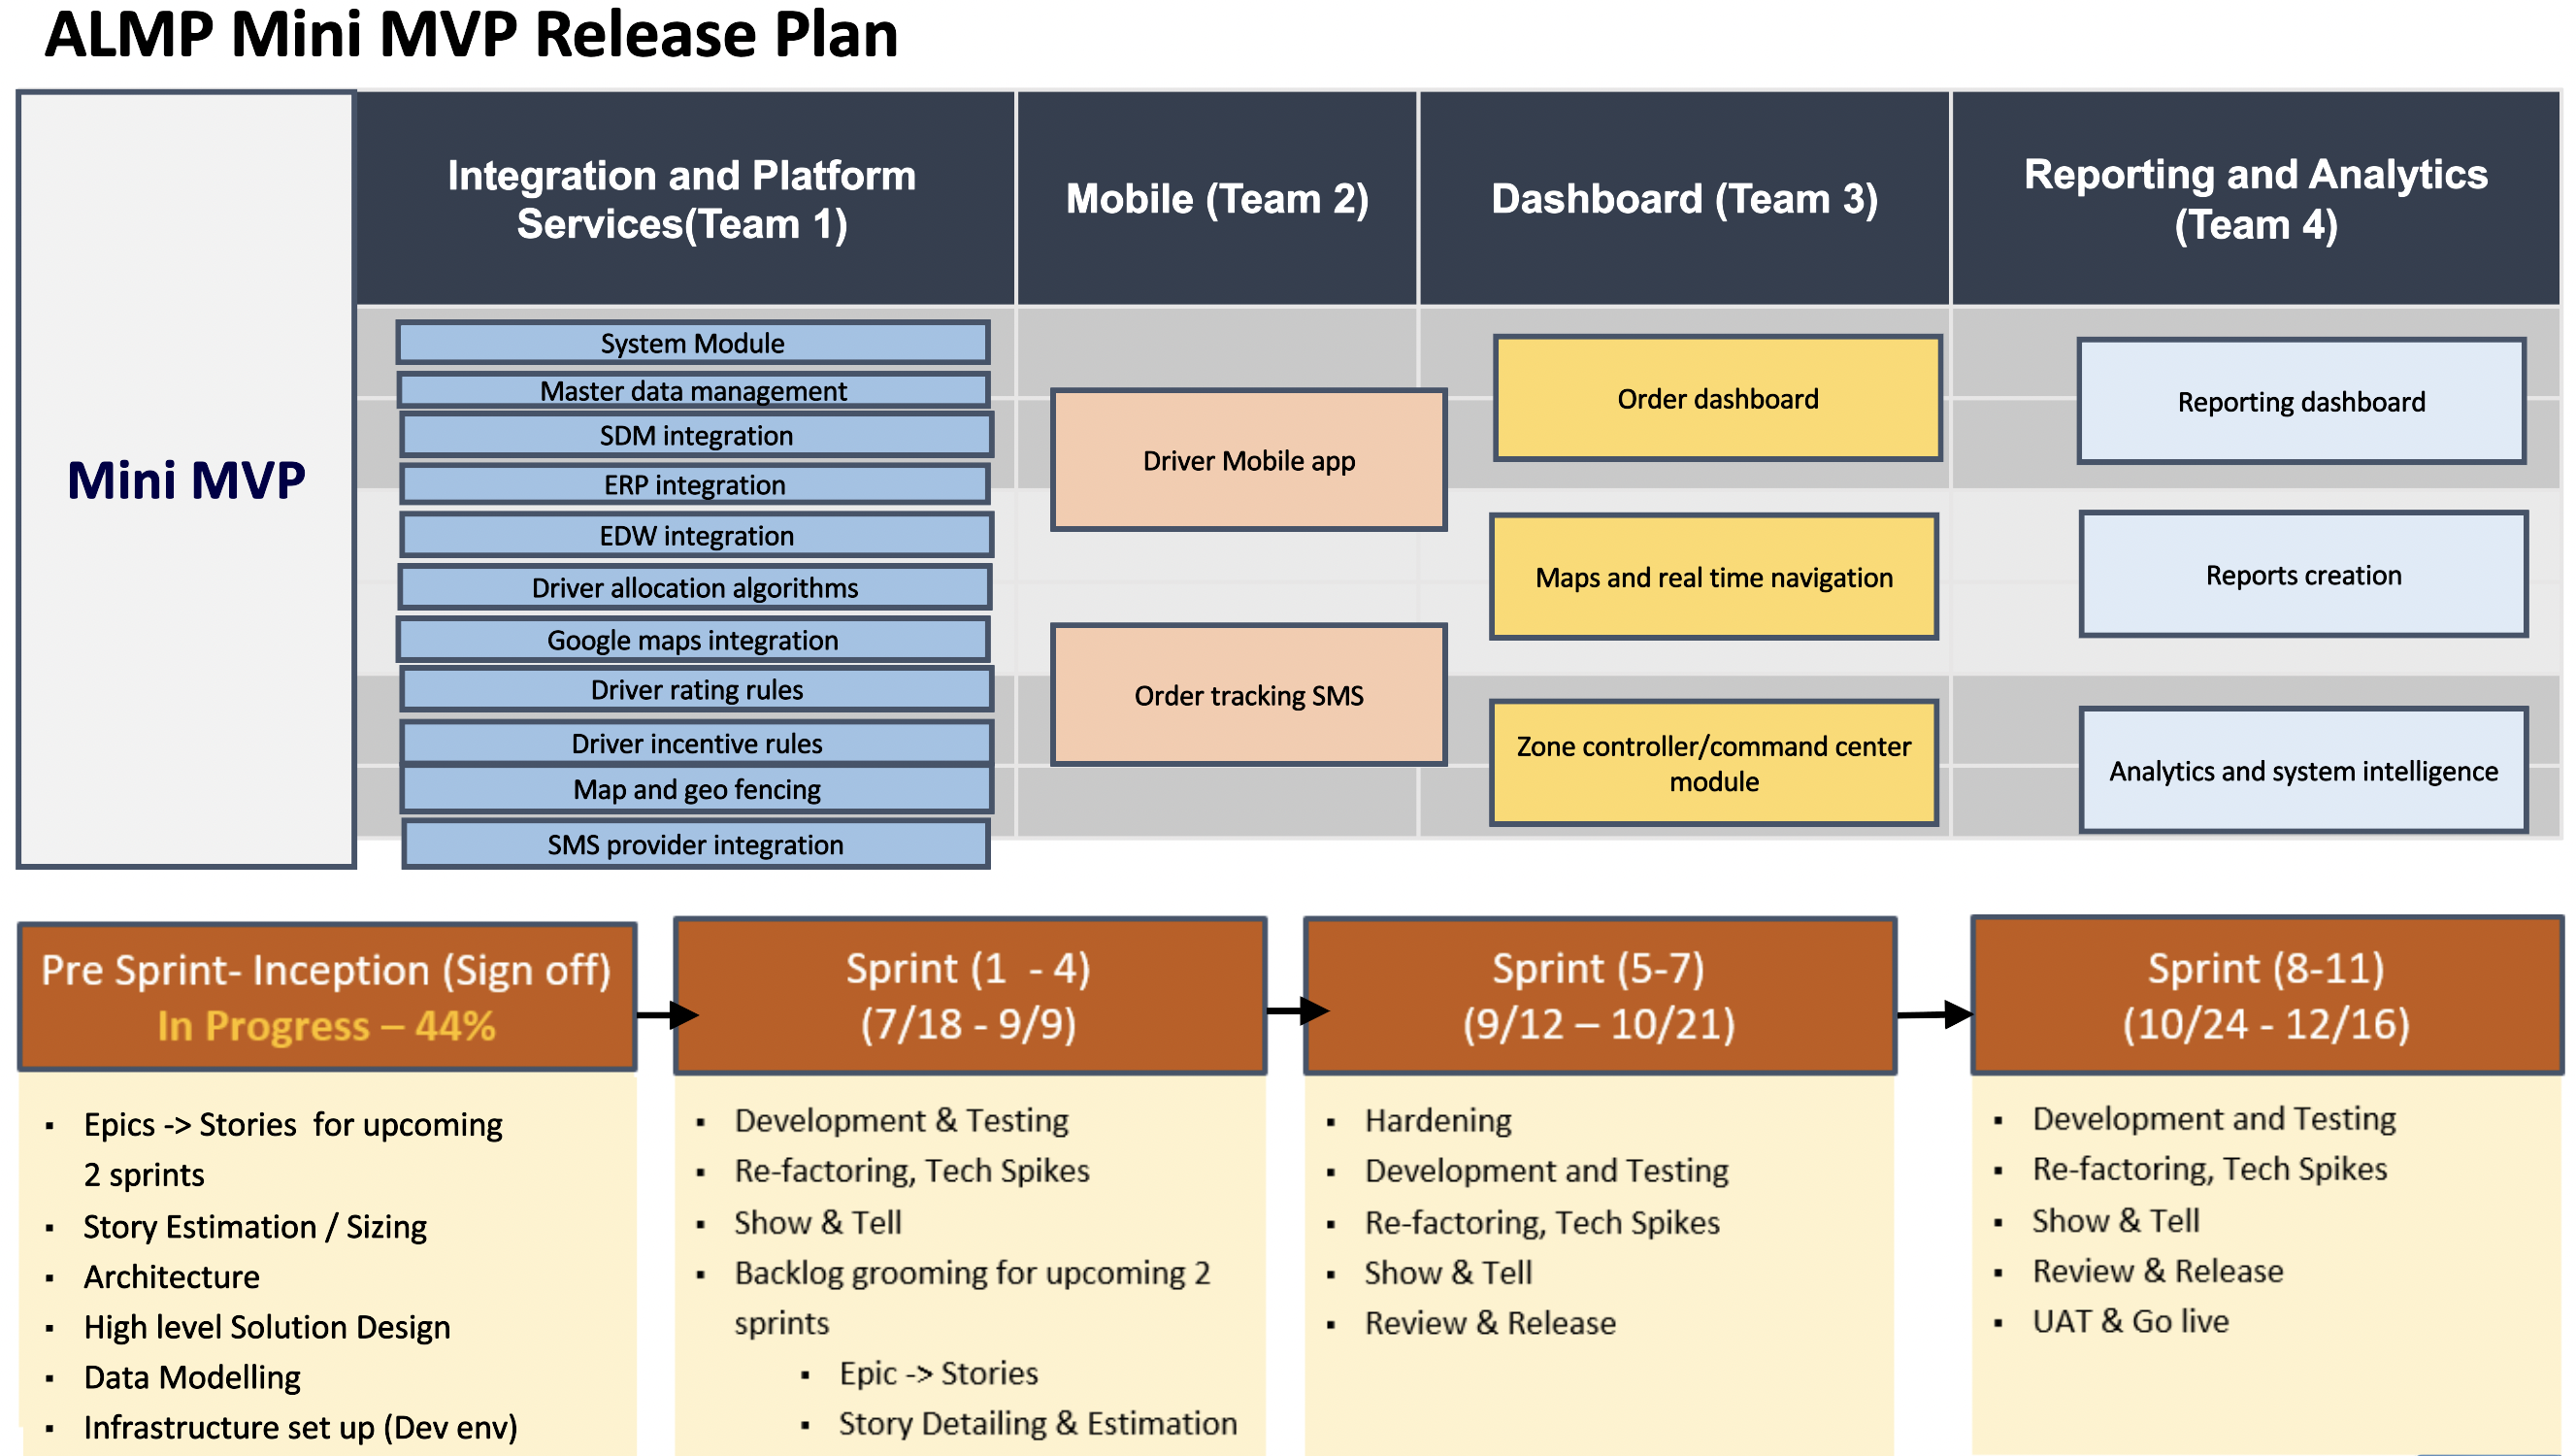 ALMP Mini MVP Release Plan
Mini MVP
Integration and Platform
Services(Team 1)
Mobile (Team 2)
Dashboard (Team 3)
Reporting and Analytics
(Team 4)
System Module
Master data management
SDM integration
ERP integration
EDW integration
Driver allocation algorithms
Google maps integration
Driver rating rules
Driver incentive rules
Map and geo fencing
SMS provider integration
Driver Mobile app
Order tracking SMS
Order dashboard
Maps and real time navigation
Zone controller/command center
module
Reporting dashboard
Reports creation
Analytics and system intelligence
Pre Sprint- Inception (Sign off)
In Progress – 44%
▪ Epics -> Stories  for upcoming
2 sprints
▪ Story Estimation / Sizing
▪ Architecture
▪ High level Solution Design
▪ Data Modelling
▪ Infrastructure set up (Dev env)
Sprint (1  - 4)
(7/18 - 9/9)
▪ Development & Testing
▪ Re-factoring, Tech Spikes
▪ Show & Tell
▪ Backlog grooming for upcoming 2
sprints
▪ Epic -> Stories
▪ Story Detailing & Estimation
Sprint (5-7)
(9/12 – 10/21)
▪ Hardening
▪ Development and Testing
▪ Re-factoring, Tech Spikes
▪ Show & Tell
▪ Review & Release
Sprint (8-11)
(10/24 - 12/16)
▪ Development and Testing
▪ Re-factoring, Tech Spikes
▪ Show & Tell
▪ Review & Release
▪ UAT & Go live